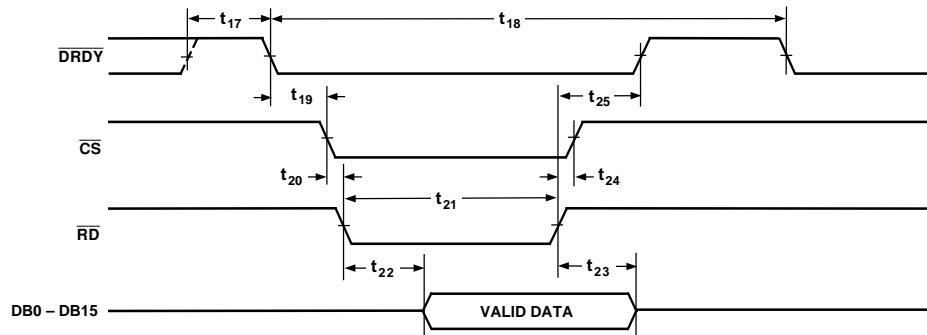 t17
t18
DRDY
t19
t25
CS
t20
t24
t21
RD
t22
t23
DB0 – DB15
VALID DATA